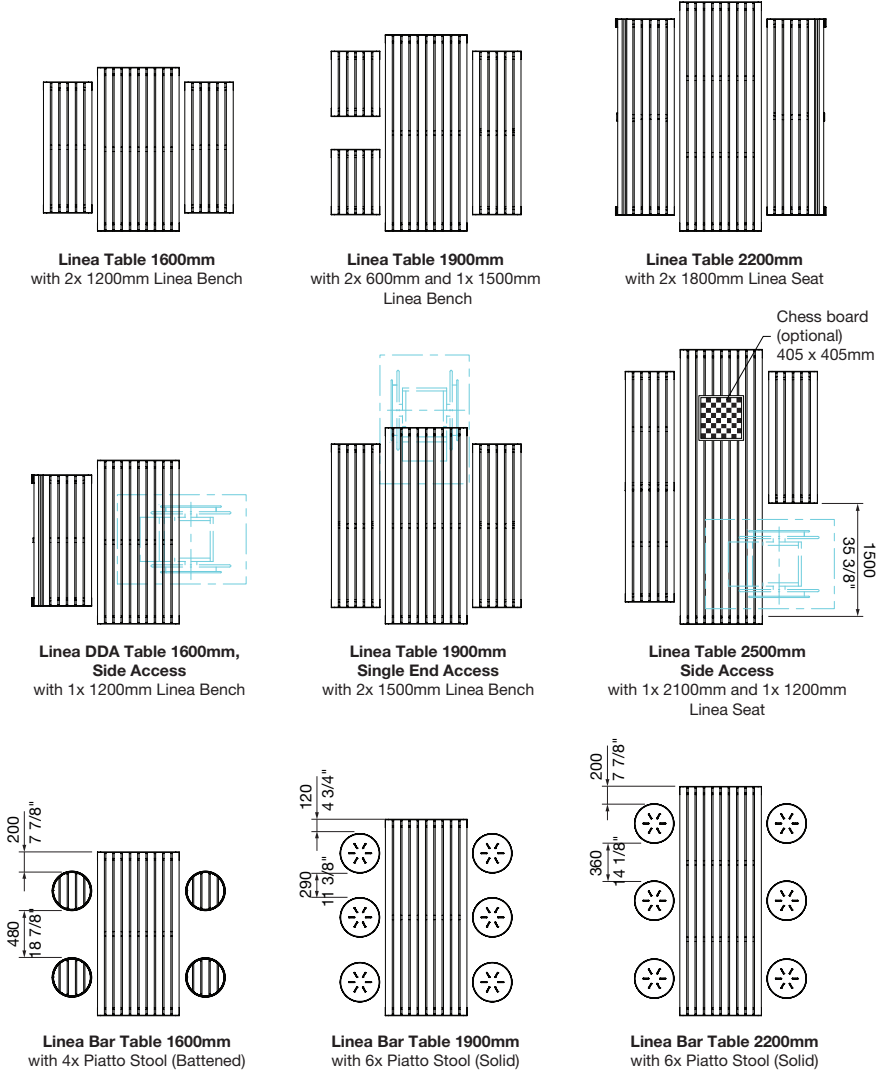 Linea Table 1600mm
with 2x 1200mm Linea Bench
Linea Table 1900mm
with 2x 600mm and 1x 1500mm
Linea Bench
Linea Table 2200mm
with 2x 1800mm Linea Seat
Chess board
(optional)
405 x 405mm
1500
35 3/8"
Linea DDA Table 1600mm,
Side Access
with 1x 1200mm Linea Bench
Linea Table 1900mm
Single End Access
with 2x 1500mm Linea Bench
Linea Table 2500mm
Side Access
with 1x 2100mm and 1x 1200mm
Linea Seat
200
7 7/8"
480
18 7/8"
120
4 3/4"
290
11 3/8"
200
7 7/8"
360
14 1/8"
Linea Bar Table 1600mm
with 4x Piatto Stool (Battened)
Linea Bar Table 1900mm
with 6x Piatto Stool (Solid)
Linea Bar Table 2200mm
with 6x Piatto Stool (Solid)